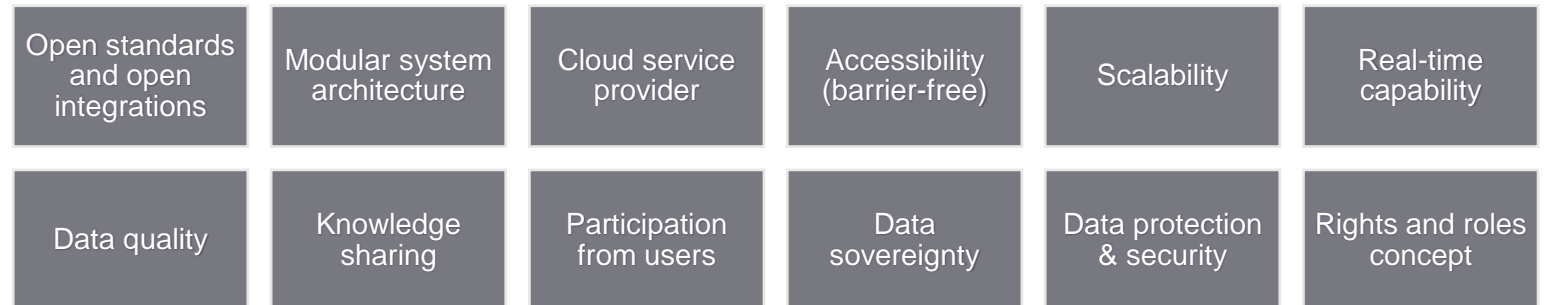 Open standards
and open
integrations
Modular system
architecture
Cloud service
provider
Accessibility
(barrier-free)
Scalability
Real-time
capability
Data quality
Knowledge
sharing
Participation
from users
Data
sovereignty
Data protection
& security
Rights and roles
concept